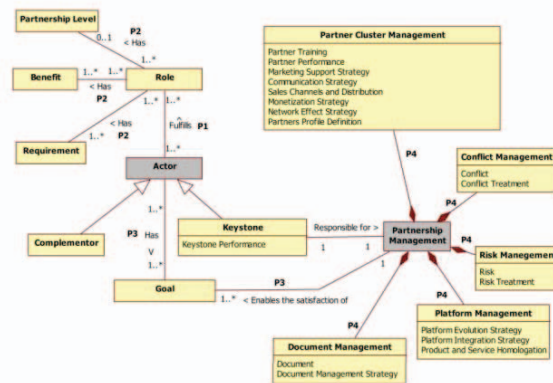 Partnership Level
P2
0..1
< Has
1..*
Benefit
1..*
1..*
Role
< Has
P2
1..*
1..*
1..*
< Has
P2
Requirement
1..*
^
Fulfills
P1
1..*
Actor
Partner Cluster Management
Partner Training
Partner Performance
Marketing Support Strategy
Communication Strategy
Sales Channels and Distribution
Monetization Strategy
Network Effect Strategy
Partners Profile Definition
P4
Conflict Management
Conflict
Conflict Treatment
P4
1..*
P3
Has
V
1..*
Complementor
Keystone
Keystone Performance
Responsible for >
1
1
Partnership
Management
P4
Risk Manegement
Risk
Risk Treatment
Goal
P3
1
1..*
< Enables the satisfaction of
P4
P4
Platform Management
Platform Evolution Strategy
Platform Integration Strategy
Product and Service Homologation
Document Management
Document
Document Management Strategy